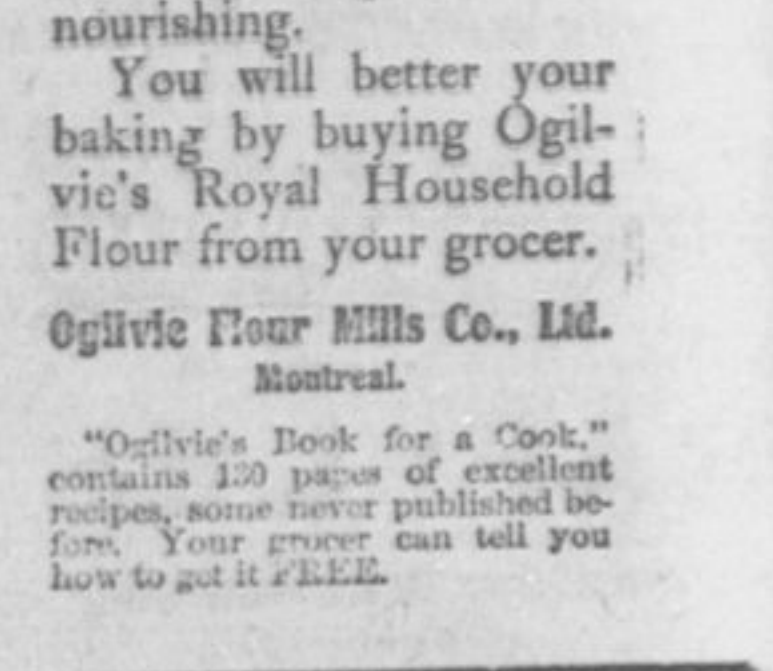 nourishing.
You will better your
baking by buying Ogil-
vie's Royal Household
Flour from your grocer.
Ogilvie Flour Mills Co., Ltd.
Montreal.
"Ogilvie's Book for a Cook,"
contains 130 pages of excellent
recipes, some never published be-
fore. Your grocer can tell you
how to get it FREE.